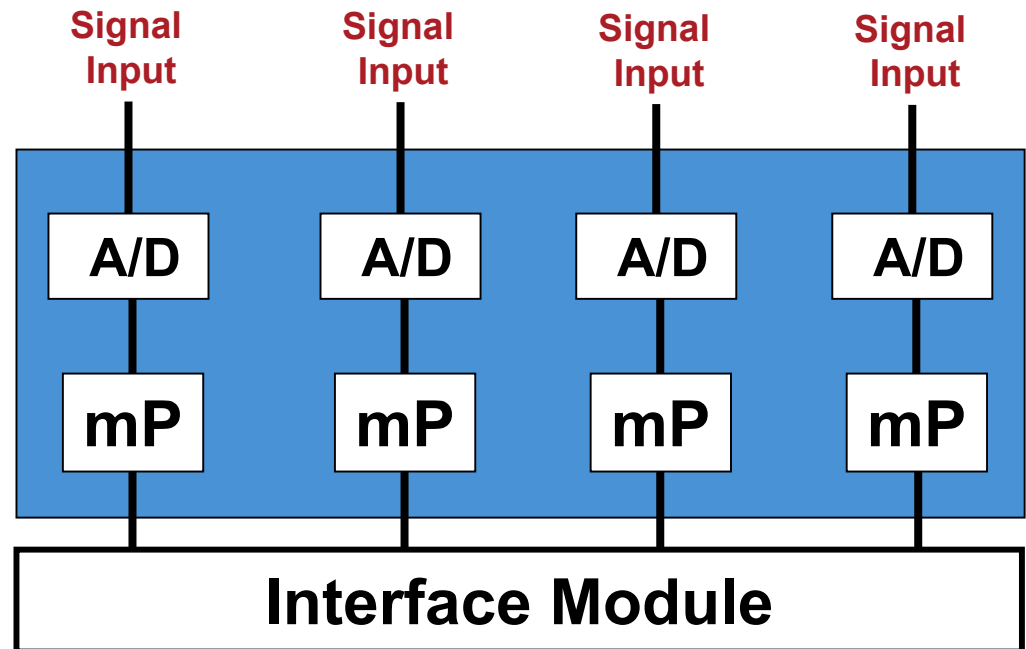 Signal
Input
Signal
Input
Signal
Input
Signal
Input
A/D
A/D
A/D
A/D
mP
mP
mP
mP
Interface Module